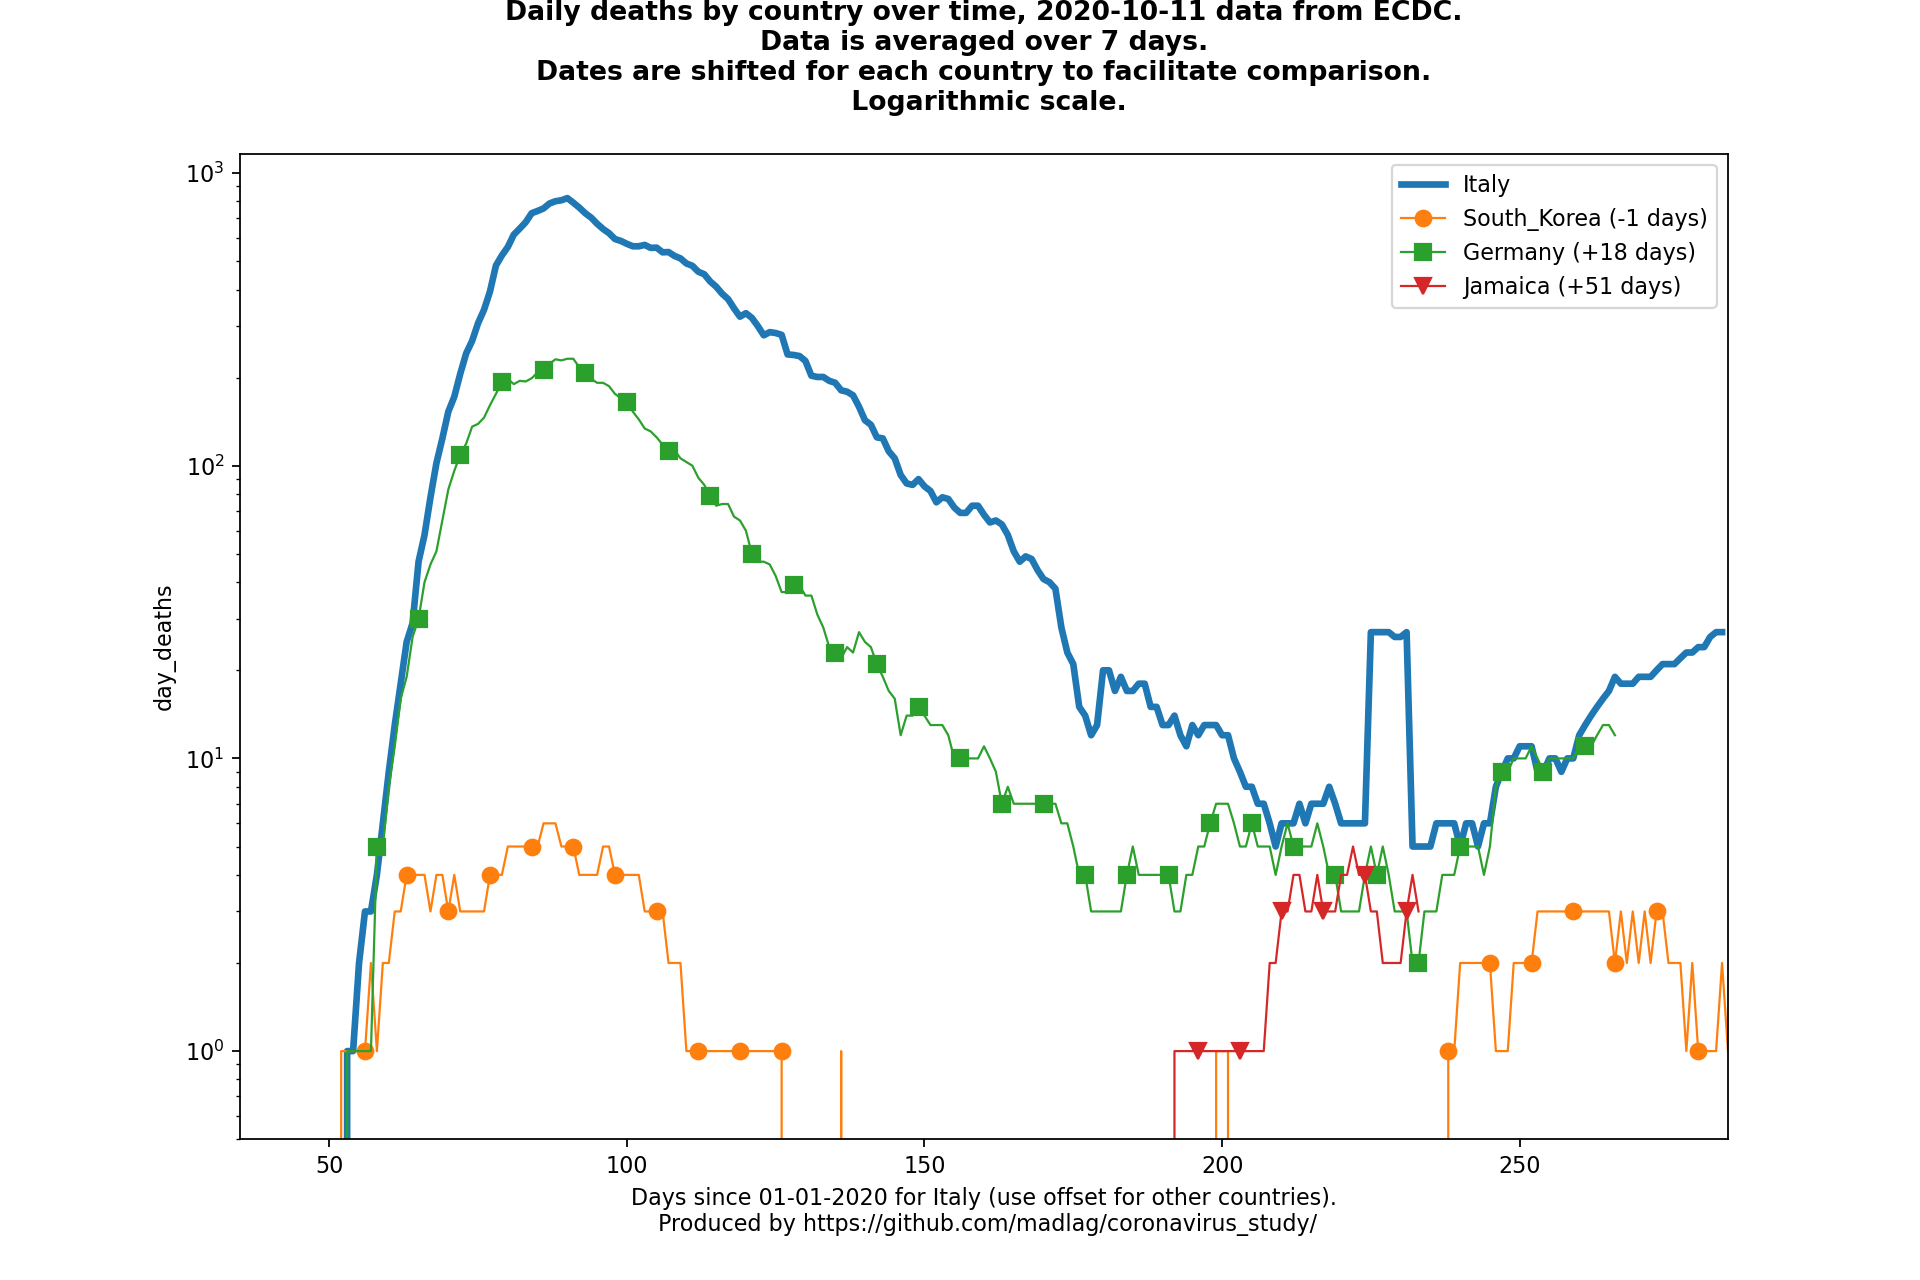 Daily deaths by country over time, 2020-10-11 data from ECDC.
Data is averaged over 7 days.
Dates are shifted for each country to facilitate comparison.
Logarithmic scale.
Italy
South_Korea (-1 days)
Germany (+18 days)
Jamaica (+51 days)
10³
10²
10¹
10⁰
day_deaths
50 100 150 200 250
Days since 01-01-2020 for Italy (use offset for other countries).
Produced by https://github.com/madlag/coronavirus_study/